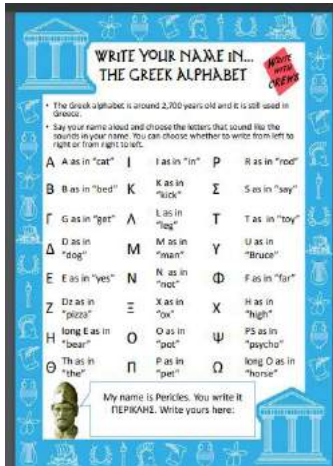 WRITE YOUR NAME IN...
THE GREEK ALPHABET
WRITE
WITH
CREWS
• The Greek alphabet is around 2,700 years old and it is still used in
Greece.
• Say your name aloud and choose the letters that sound like the
sounds in your name. You can choose whether to write from left to
right or from right to left.
Α A as in "cat" Ι I as in "in" Ρ R as in "rod"
Β B as in "bed" Κ K as in
"kick" Σ S as in "say"
Γ G as in "get" Λ L as in
"leg" Τ T as in "toy"
Δ D as in
"dog" Μ M as in
"man" Υ U as in
"Bruce"
Ε E as in "yes" Ν N as in
"not" Φ F as in "far"
Ζ Dz as in
"pizza" Ξ X as in
"ox" Χ H as in
"high"
Η long E as in
"bear" Ο O as in
"pot" Ψ PS as in
"psycho"
Θ Th as in
"the" Π P as in
"pet" Ω long O as in
"horse"
My name is Pericles. You write it
ΠΕΡΙΚΛΗΣ. Write yours here: